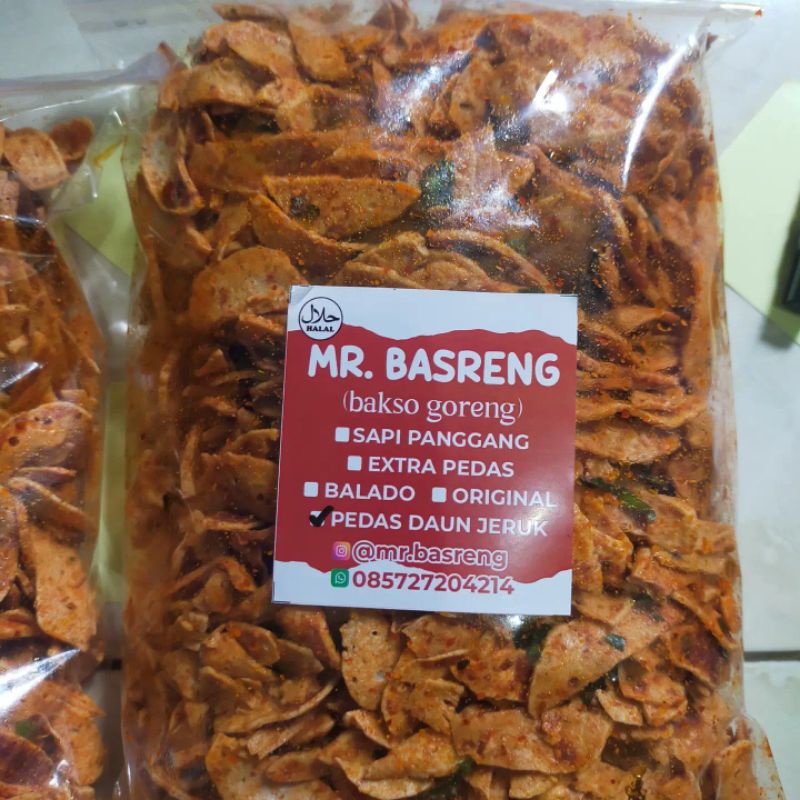 حلال
HALAL
MR. BASRENG
(bakso goreng)
SAPI PANGGANG
EXTRA PEDAS
BALADO ORIGINAL
PEDAS DAUN JERUK
@mr.basreng
085727204214